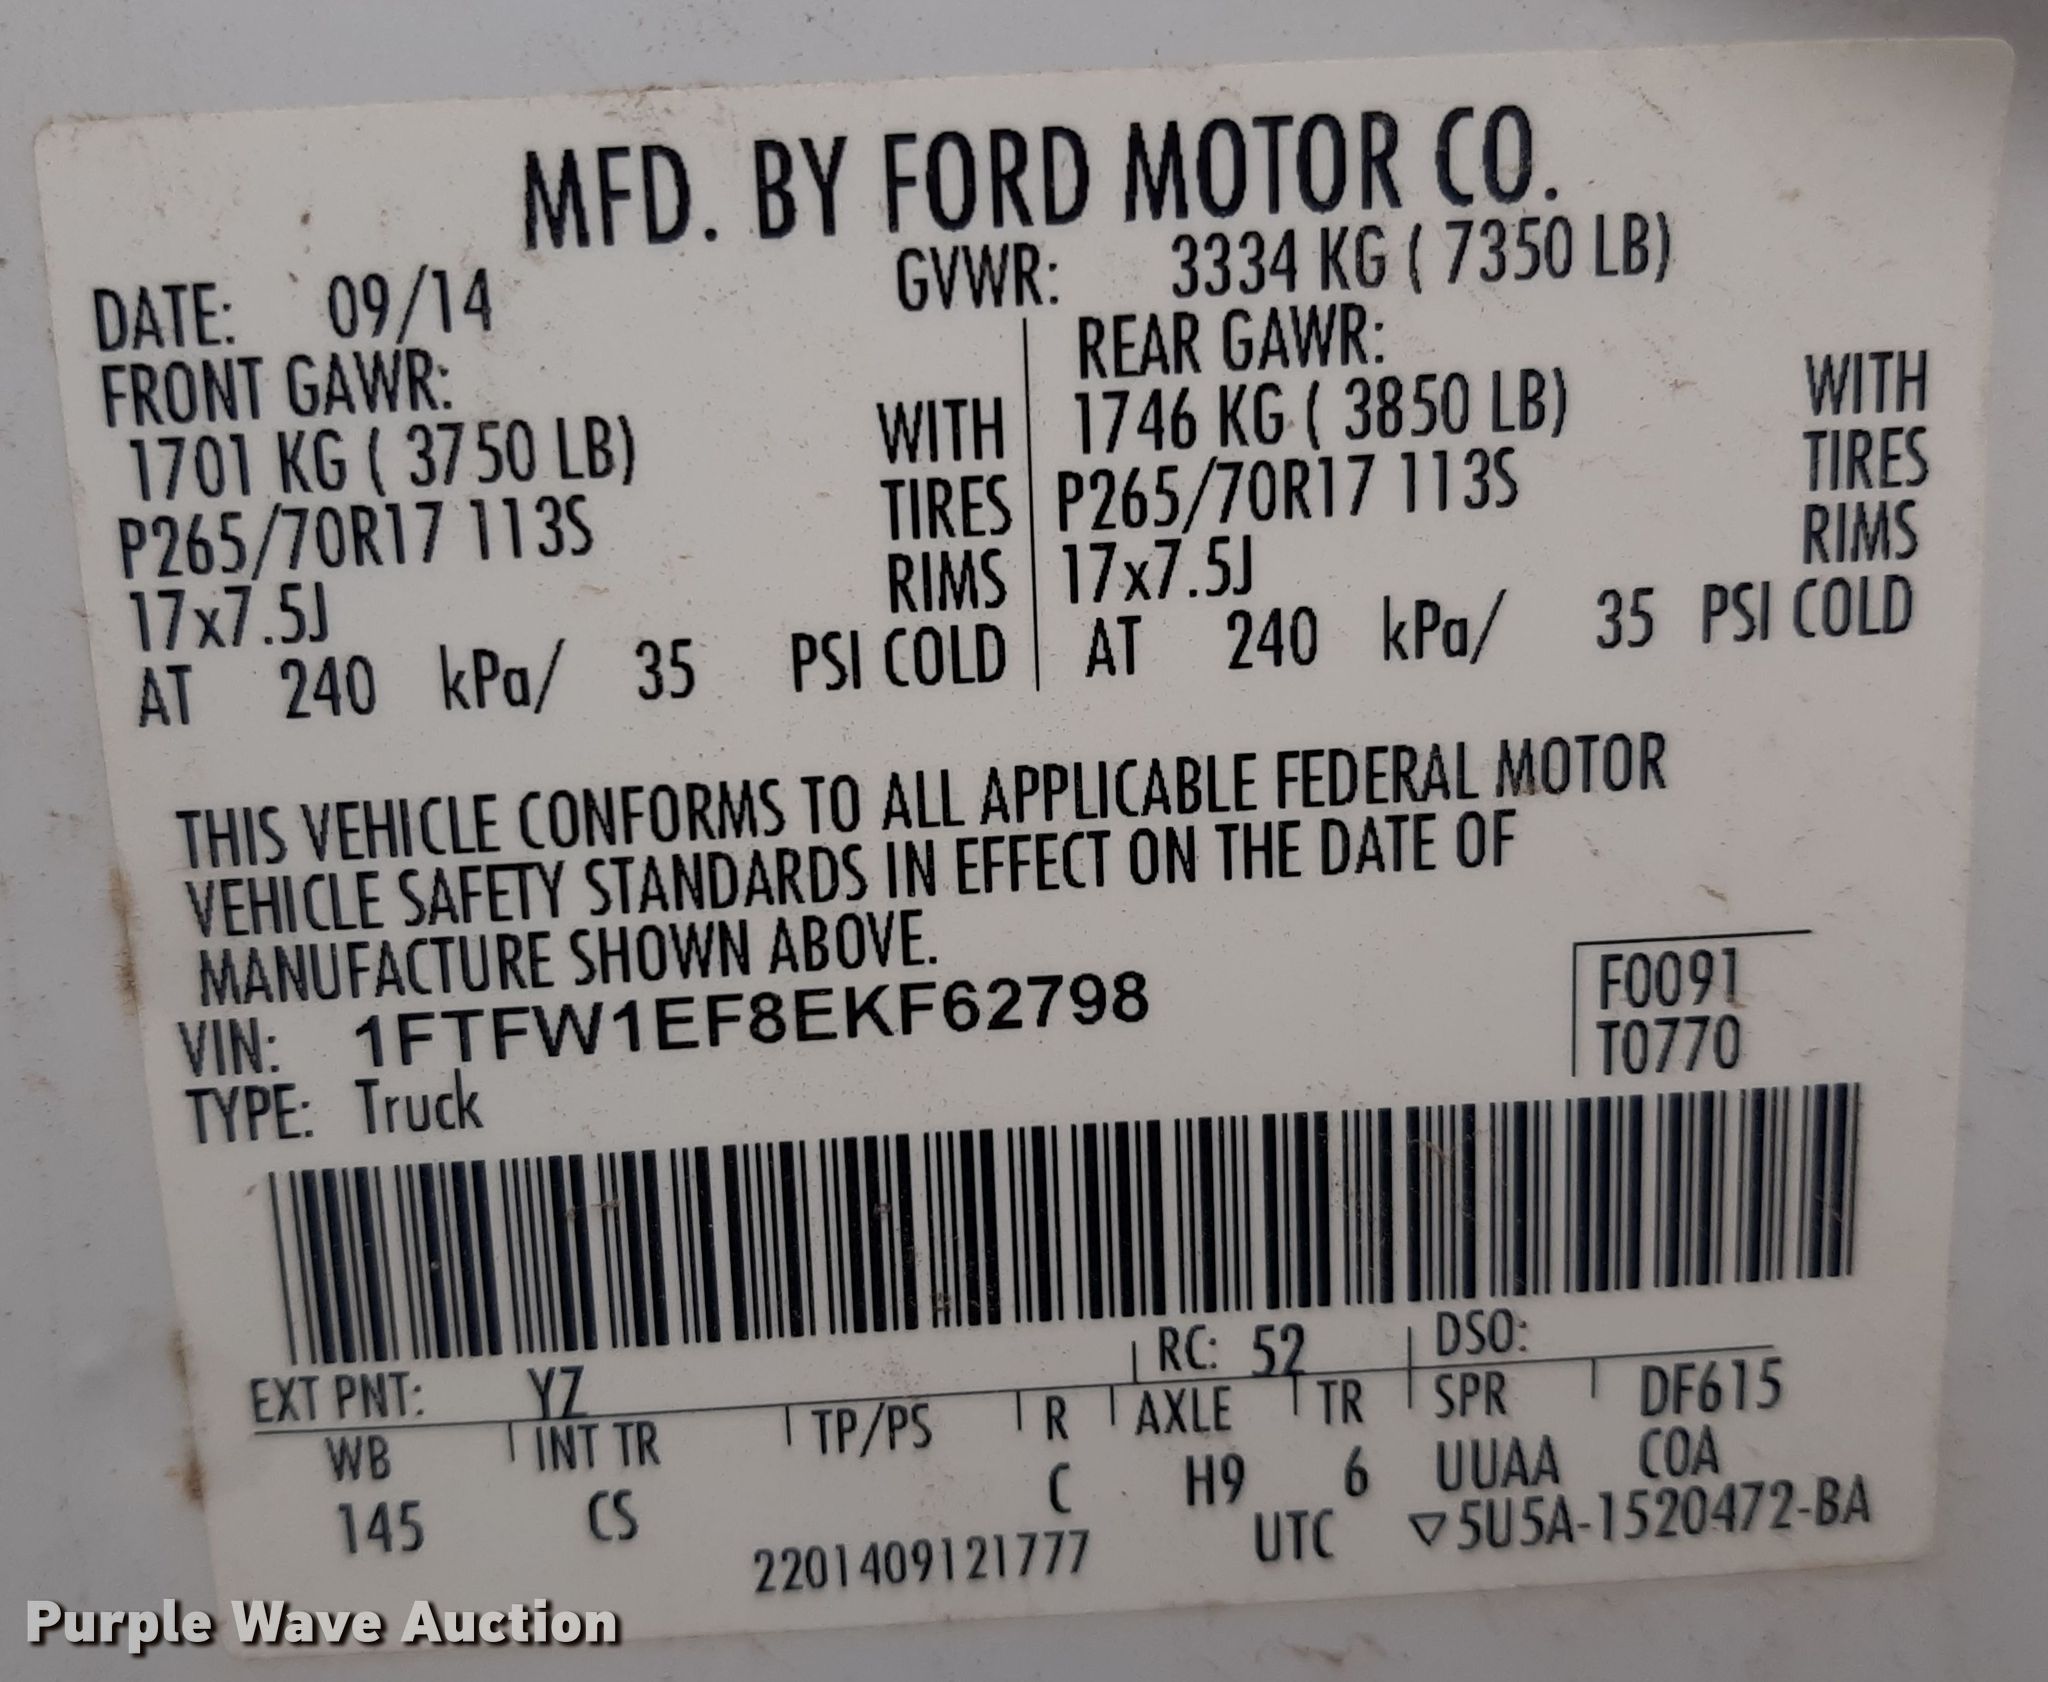 MFD. BY FORD MOTOR CO.
DATE: 09/14 GVWR: 3334 KG ( 7350 LB)
FRONT GAWR: REAR GAWR:
1701 KG ( 3750 LB) WITH 1746 KG ( 3850 LB) WITH
P265/70R17 113S TIRES P265/70R17 113S TIRES
17x7.5J RIMS 17x7.5J RIMS
AT 240 kPa/ 35 PSI COLD AT 240 kPa/ 35 PSI COLD
THIS VEHICLE CONFORMS TO ALL APPLICABLE FEDERAL MOTOR
VEHICLE SAFETY STANDARDS IN EFFECT ON THE DATE OF
MANUFACTURE SHOWN ABOVE.
VIN: 1FTFW1EF8EKF62798 F0091
TYPE: Truck T0770
EXT PNT: YZ RC: 52 DSO:
WB INT TR TP/PS R AXLE TR SPR DF615
145 CS C H9 6 UUAA COA
2201409121777 UTC ▽5U5A-1520472-BA
Purple Wave Auction